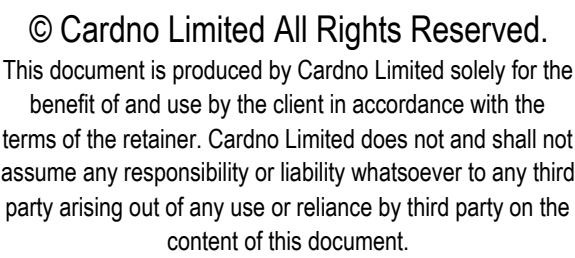 © Cardno Limited All Rights Reserved.
This document is produced by Cardno Limited solely for the
benefit of and use by the client in accordance with the
terms of the retainer. Cardno Limited does not and shall not
assume any responsibility or liability whatsoever to any third
party arising out of any use or reliance by third party on the
content of this document.